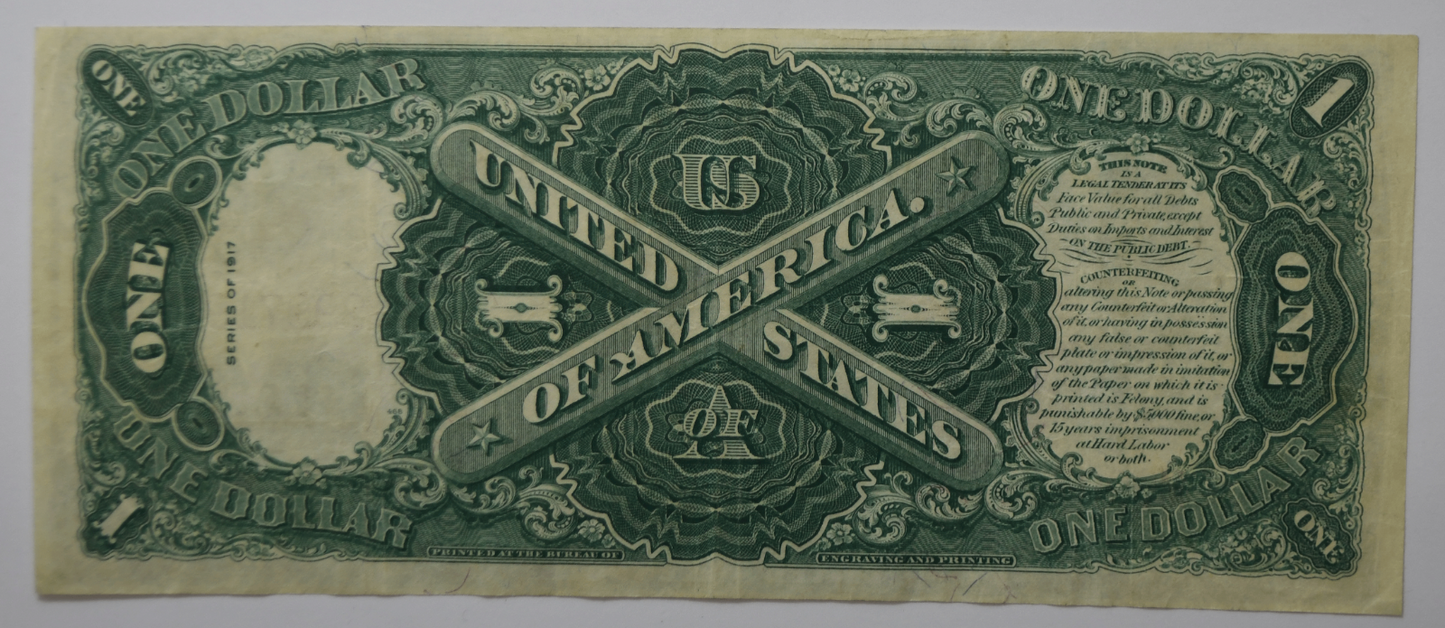 ONE
ONE DOLLAR
ONE
SERIES OF 1917
ONE DOLLAR
1
US
UNITED
STATES
OF AMERICA.
I
I
OF
A
PRINTED AT THE BUREAU OF
ENGRAVING AND PRINTING
ONE DOLLAR
1
THIS NOTE
IS A
LEGAL TENDER AT ITS
Face Value for all Debts
Public and Private, except
Duties on Imports and Interest
ON THE PUBLIC DEBT.
COUNTERFEITING
OR
altering this Note or passing
any Counterfeit or Alteration
of it, or having in possession
any false or counterfeit
plate or impression of it, or
any paper made in imitation
of the Paper on which it is
printed is Felony, and is
punishable by $5000 fine, or
15 years imprisonment
at Hard Labor
or both.
ONE
ONE DOLLAR
ONE